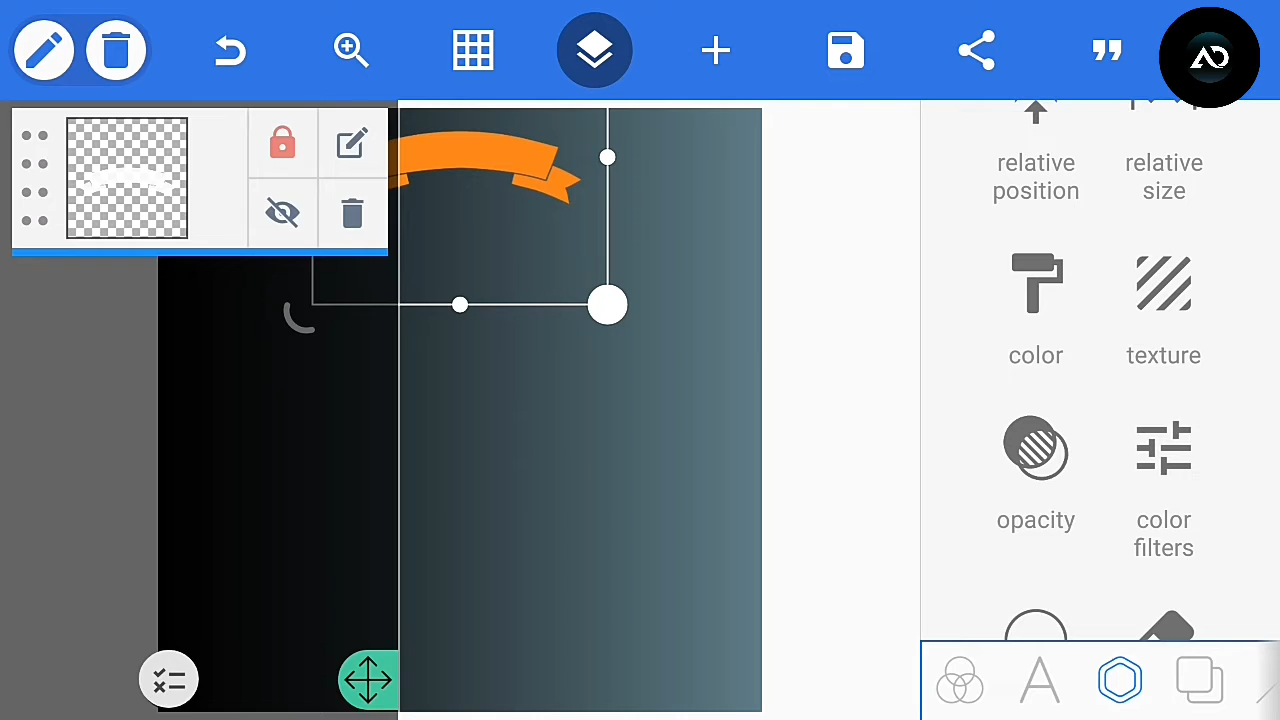 relative
position
relative
size
color
texture
opacity
color
filters